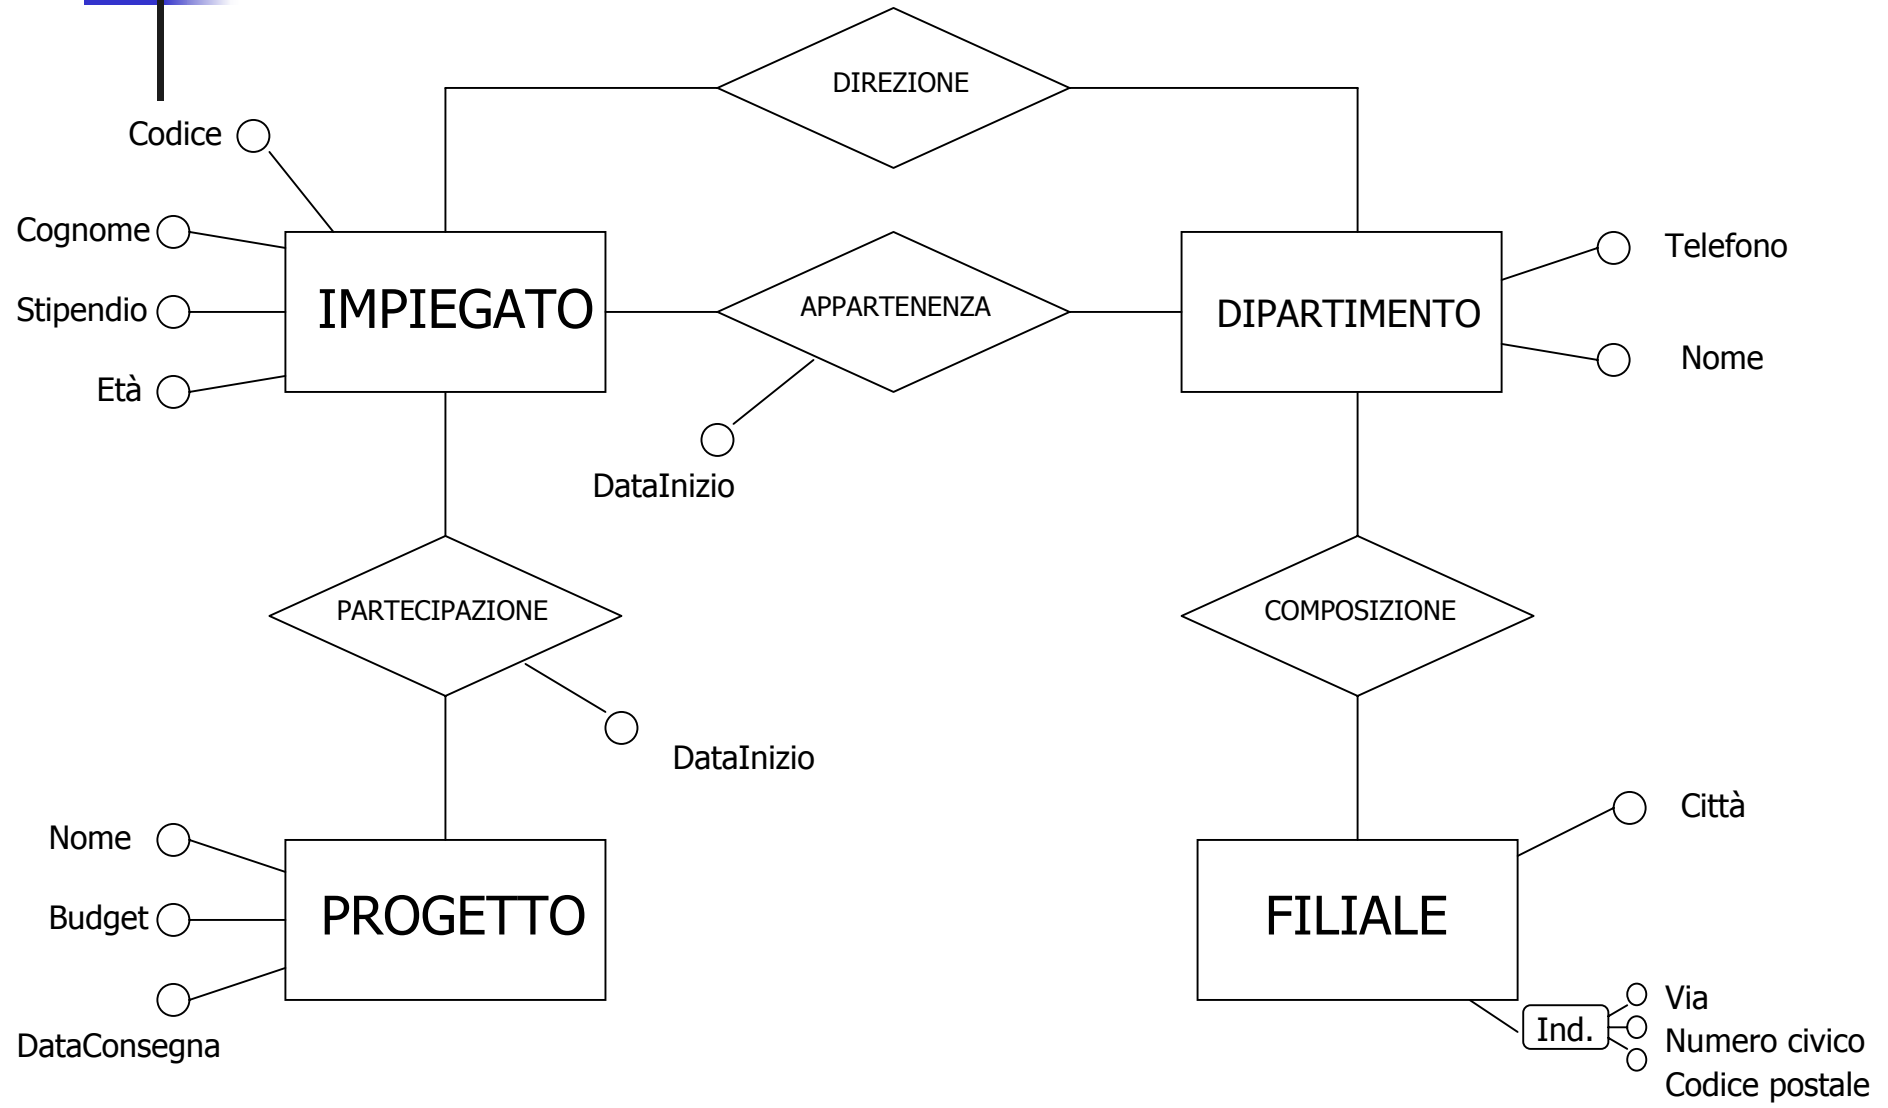 DIREZIONE
Codice
Cognome
Telefono
Stipendio
IMPIEGATO
APPARTENENZA
DIPARTIMENTO
Nome
Età
DataInizio
PARTECIPAZIONE
COMPOSIZIONE
DataInizio
Città
Nome
Budget
PROGETTO
FILIALE
Via
Ind.
Numero civico
DataConsegna
Codice postale